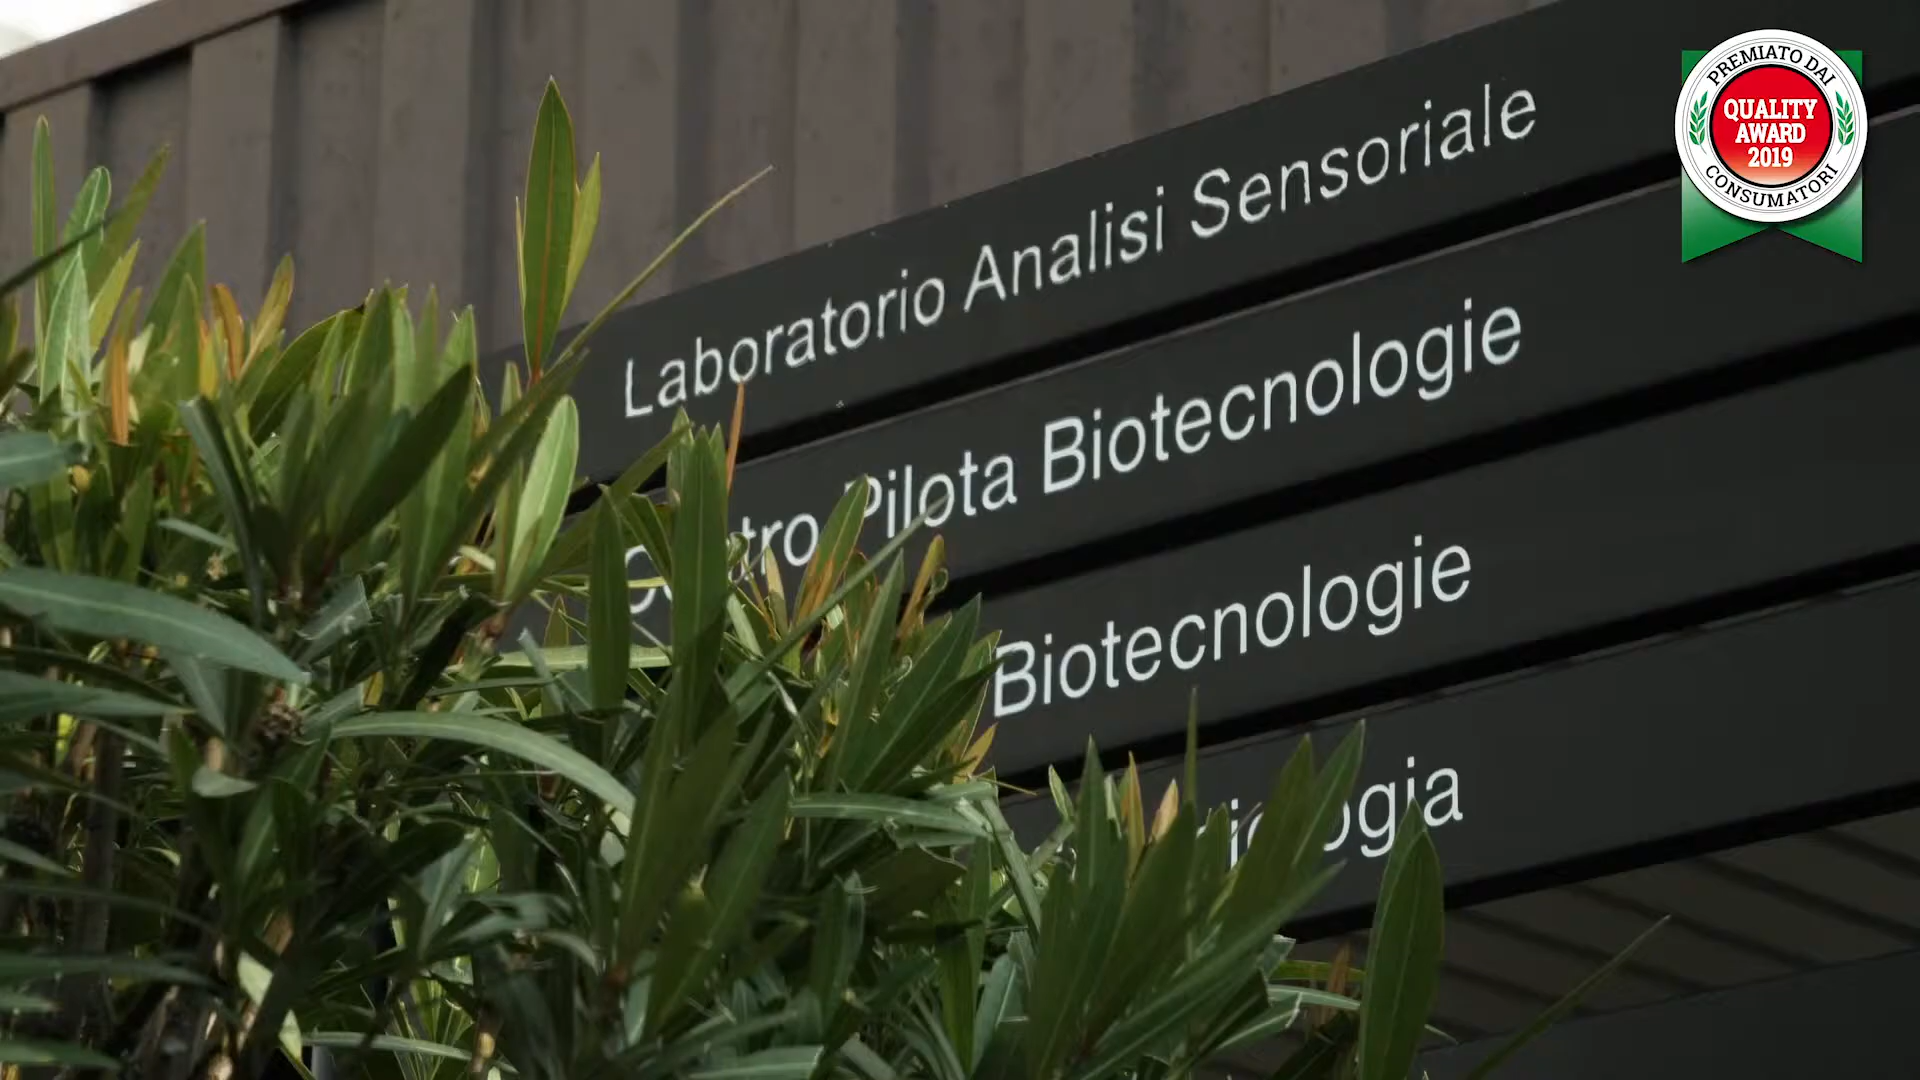 PREMIATO DAI
QUALITY
AWARD
2019
CONSUMATORI
Laboratorio Analisi Sensoriale
Pilota Biotecnologie
Biotecnologie